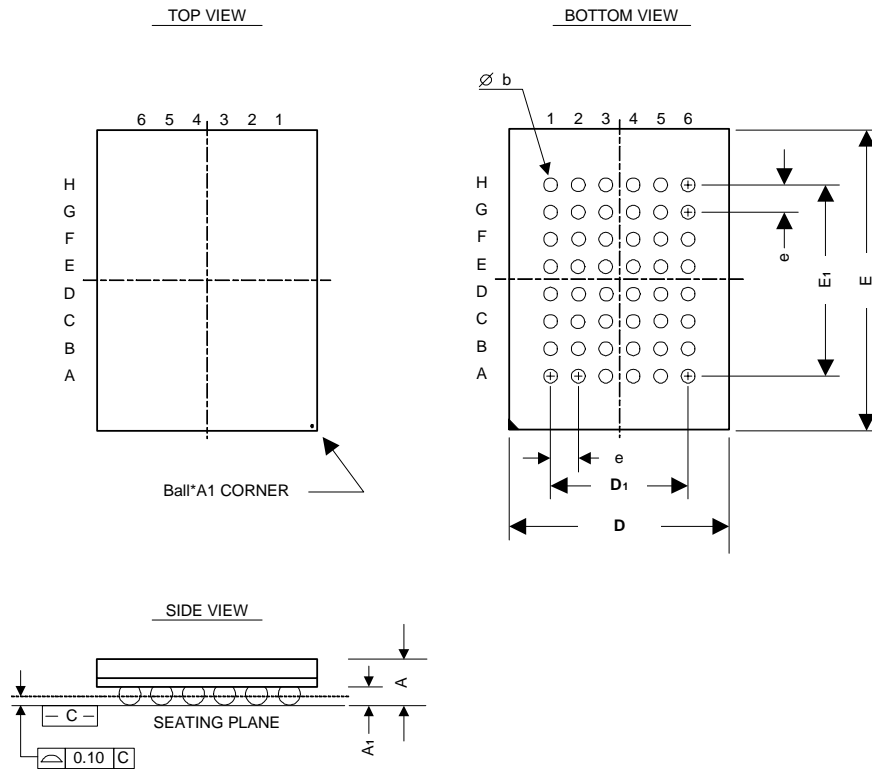 TOP VIEW
BOTTOM VIEW
6 5 4 3 2 1
H
G
F
E
D
C
B
A
Ball*A1 CORNER
Ø b
1 2 3 4 5 6
H
G
F
E
D
C
B
A
e
E1
E
e
D1
D
SIDE VIEW
A
A1
– C –
SEATING PLANE
0.10 C